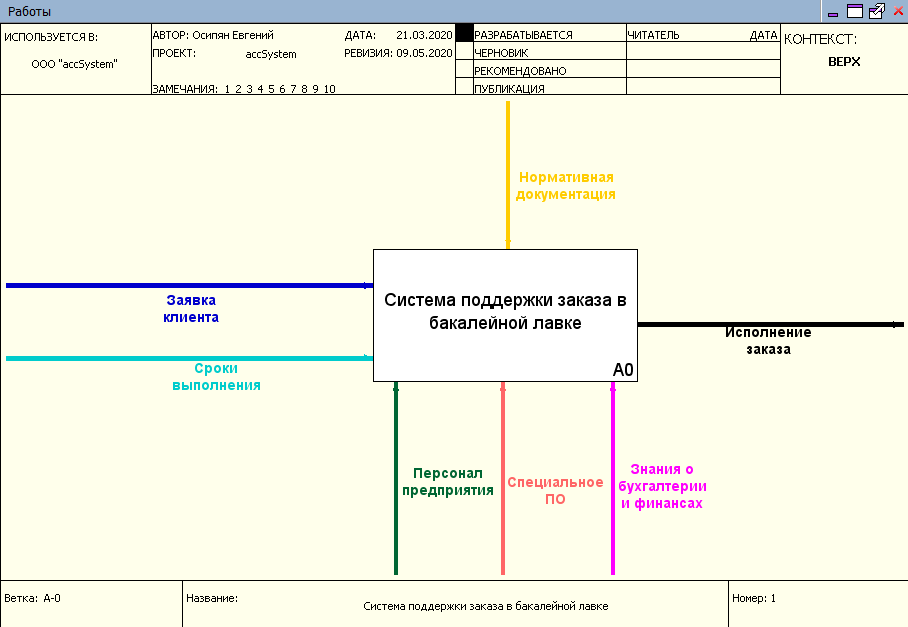 Работы
ИСПОЛЬЗУЕТСЯ В:
ООО "accSystem"
АВТОР: Осипян Евгений
ДАТА: 21.03.2020
ПРОЕКТ: accSystem
РЕВИЗИЯ: 09.05.2020
ЗАМЕЧАНИЯ: 1 2 3 4 5 6 7 8 9 10
РАЗРАБАТЫВАЕТСЯ
ЧЕРНОВИК
РЕКОМЕНДОВАНО
ПУБЛИКАЦИЯ
ЧИТАТЕЛЬ ДАТА
КОНТЕКСТ:
ВЕРХ
Нормативная
документация
Заявка
клиента
Сроки
выполнения
Система поддержки заказа в
бакалейной лавке
A0
Исполнение
заказа
Персонал
предприятия
Специальное
ПО
Знания о
бухгалтерии
и финансах
Ветка: A-0
Название:
Система поддержки заказа в бакалейной лавке
Номер: 1